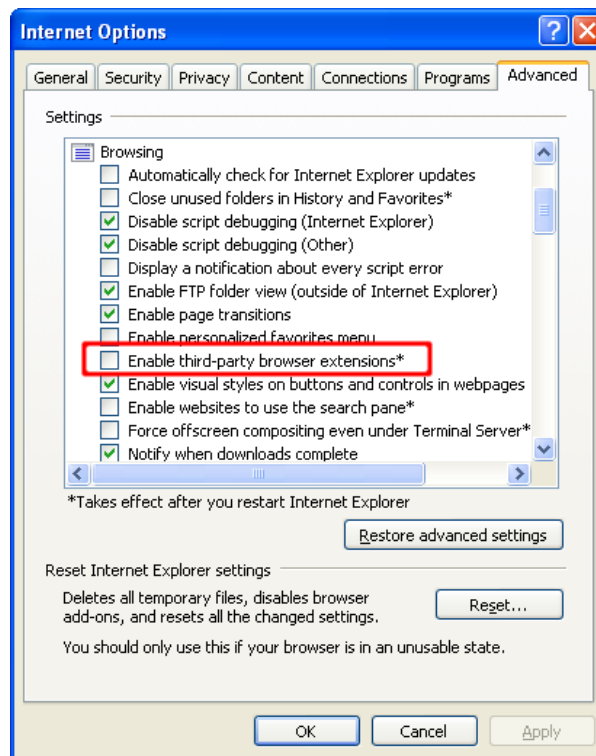 Internet Options
General Security Privacy Content Connections Programs Advanced
Settings
Browsing
Automatically check for Internet Explorer updates
Close unused folders in History and Favorites*
Disable script debugging (Internet Explorer)
Disable script debugging (Other)
Display a notification about every script error
Enable FTP folder view (outside of Internet Explorer)
Enable page transitions
Enable personalized favorites menu
Enable third-party browser extensions*
Enable visual styles on buttons and controls in webpages
Enable websites to use the search pane*
Force offscreen compositing even under Terminal Server*
Notify when downloads complete
*Takes effect after you restart Internet Explorer
Restore advanced settings
Reset Internet Explorer settings
Deletes all temporary files, disables browser
add-ons, and resets all the changed settings.
Reset...
You should only use this if your browser is in an unusable state.
OK Cancel Apply